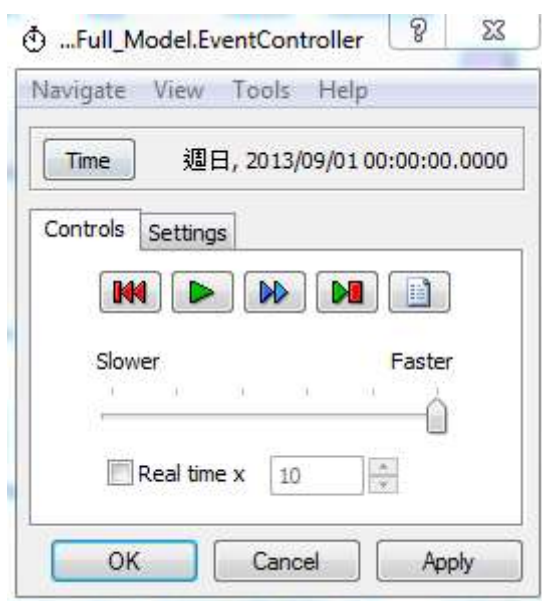 ...Full_Model.EventController
Navigate View Tools Help
Time 週日, 2013/09/01 00:00:00.0000
Controls Settings
Slower Faster
Real time x 10
OK Cancel Apply